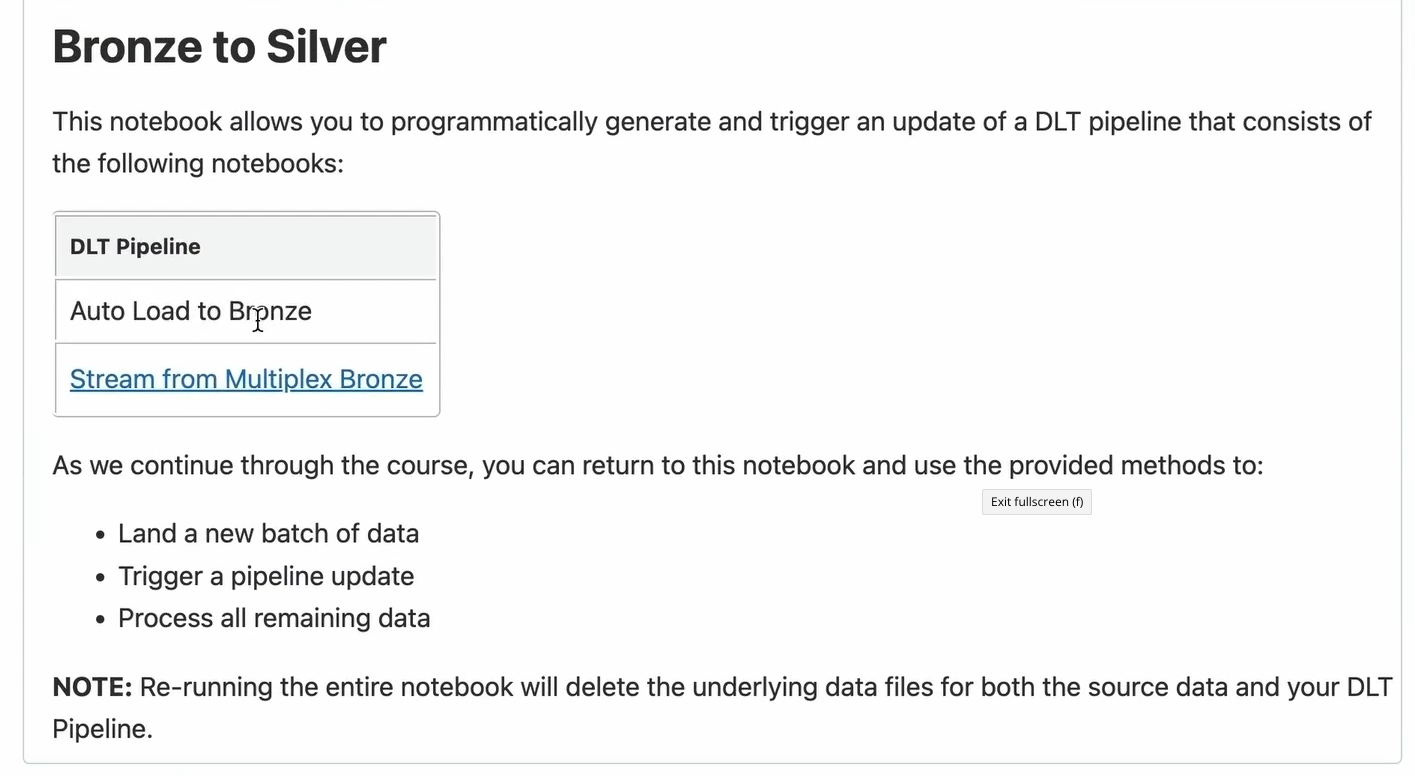 Bronze to Silver
This notebook allows you to programmatically generate and trigger an update of a DLT pipeline that consists of
the following notebooks:
DLT Pipeline
Auto Load to Bronze
Stream from Multiplex Bronze
As we continue through the course, you can return to this notebook and use the provided methods to:
Exit fullscreen (f)
• Land a new batch of data
• Trigger a pipeline update
• Process all remaining data
NOTE: Re-running the entire notebook will delete the underlying data files for both the source data and your DLT
Pipeline.